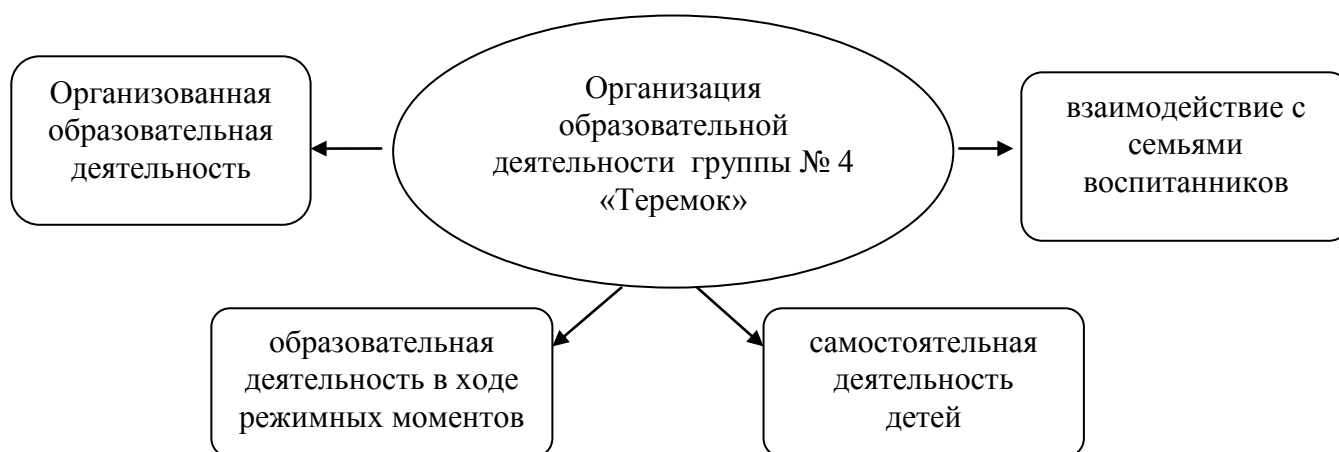 Организованная
образовательная
деятельность
Организация
образовательной
деятельности группы № 4
«Теремок»
взаимодействие с
семьями
воспитанников
образовательная
деятельность в ходе
режимных моментов
самостоятельная
деятельность
детей